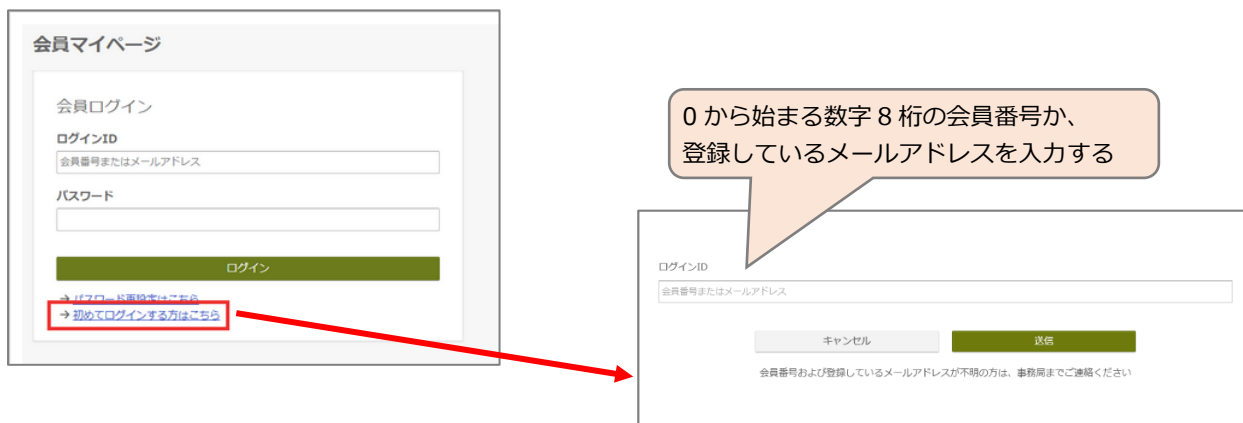 会員マイページ
会員ログイン
ログインID
会員番号またはメールアドレス
パスワード
ログイン
→ パスワード再設定はこちら
→ 初めてログインする方はこちら
0 から始まる数字 8 桁の会員番号か、
登録しているメールアドレスを入力する
ログインID
会員番号またはメールアドレス
キャンセル
送信
会員番号および登録しているメールアドレスが不明の方は、事務局までご連絡ください